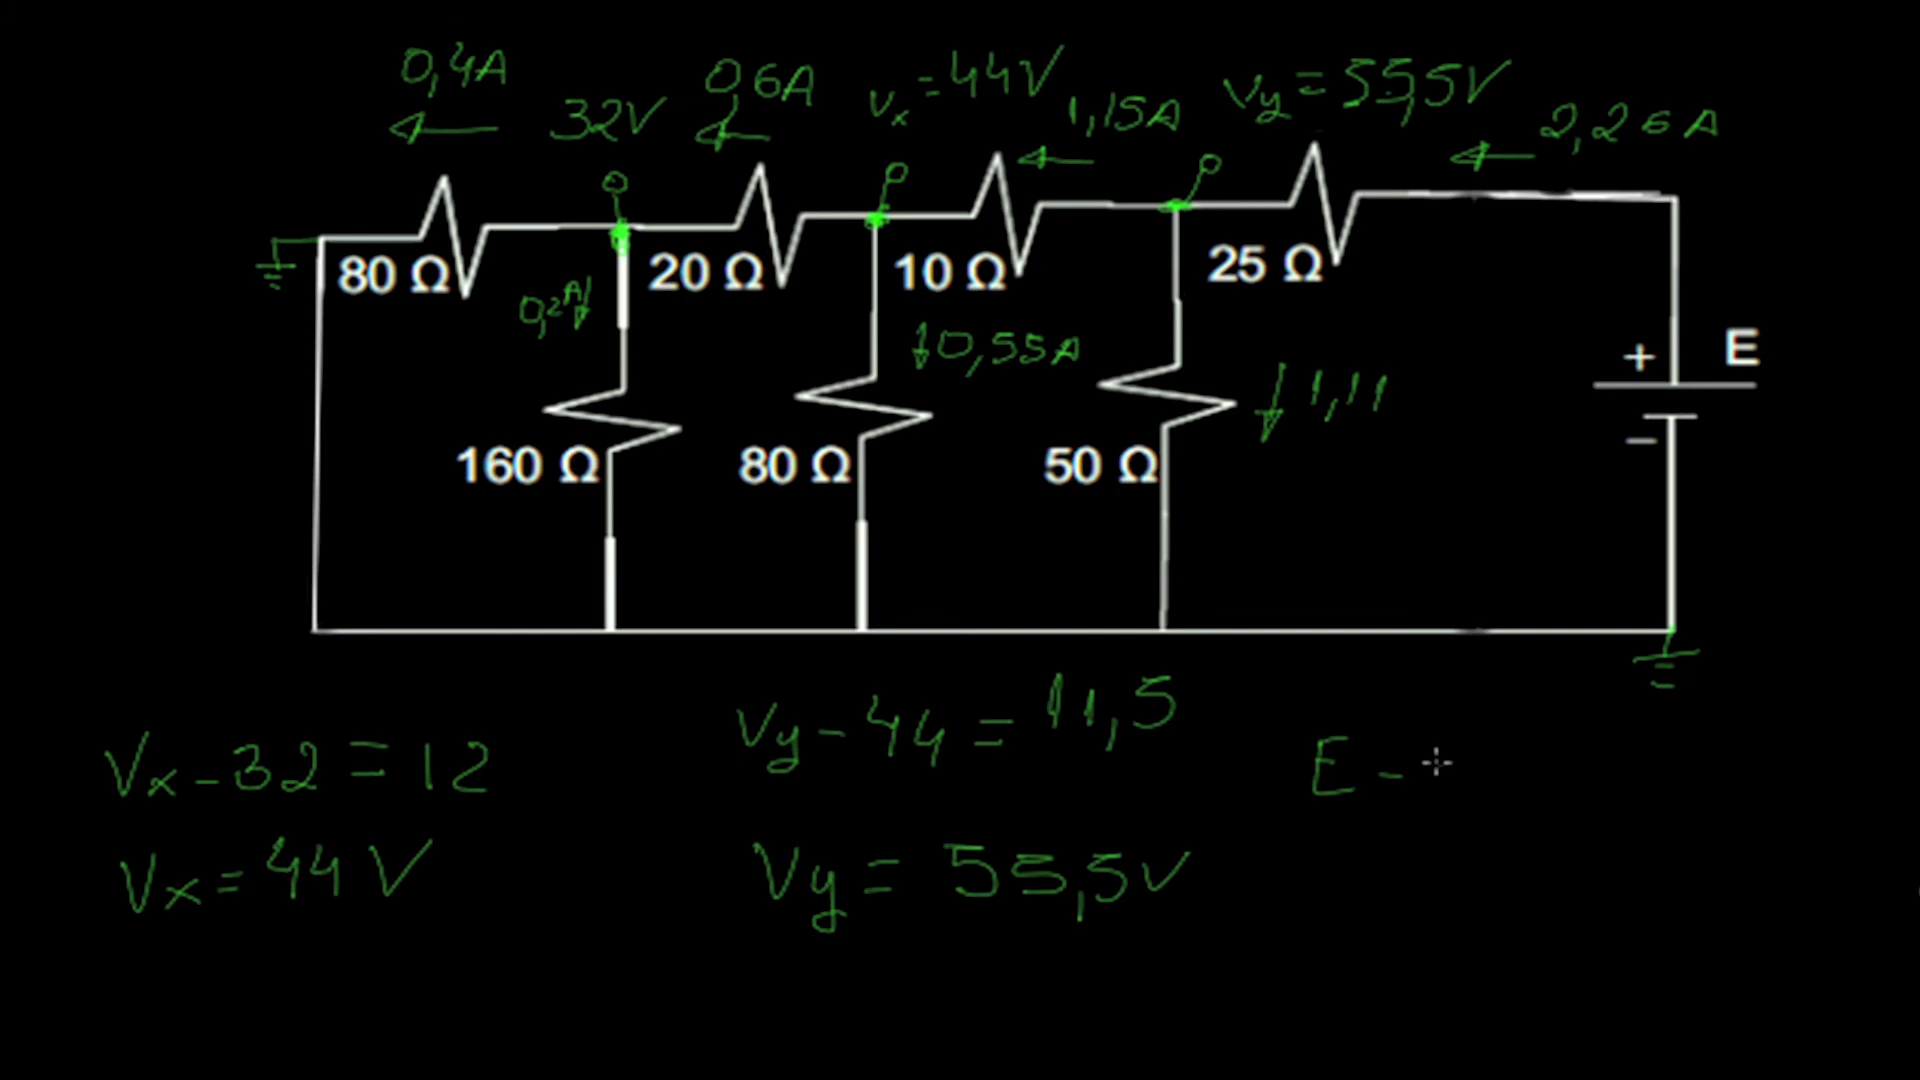 0,4A
32V
0,6A
Vx = 44V
1,15A
Vy = 55,5V
2,26A
80 Ω
20 Ω
10 Ω
25 Ω
0,2A
0,55A
1,11
+ E
−
160 Ω
80 Ω
50 Ω
Vx - 32 = 12
Vy - 44 = 11,5
E -
Vx = 44 V
Vy = 55,5V